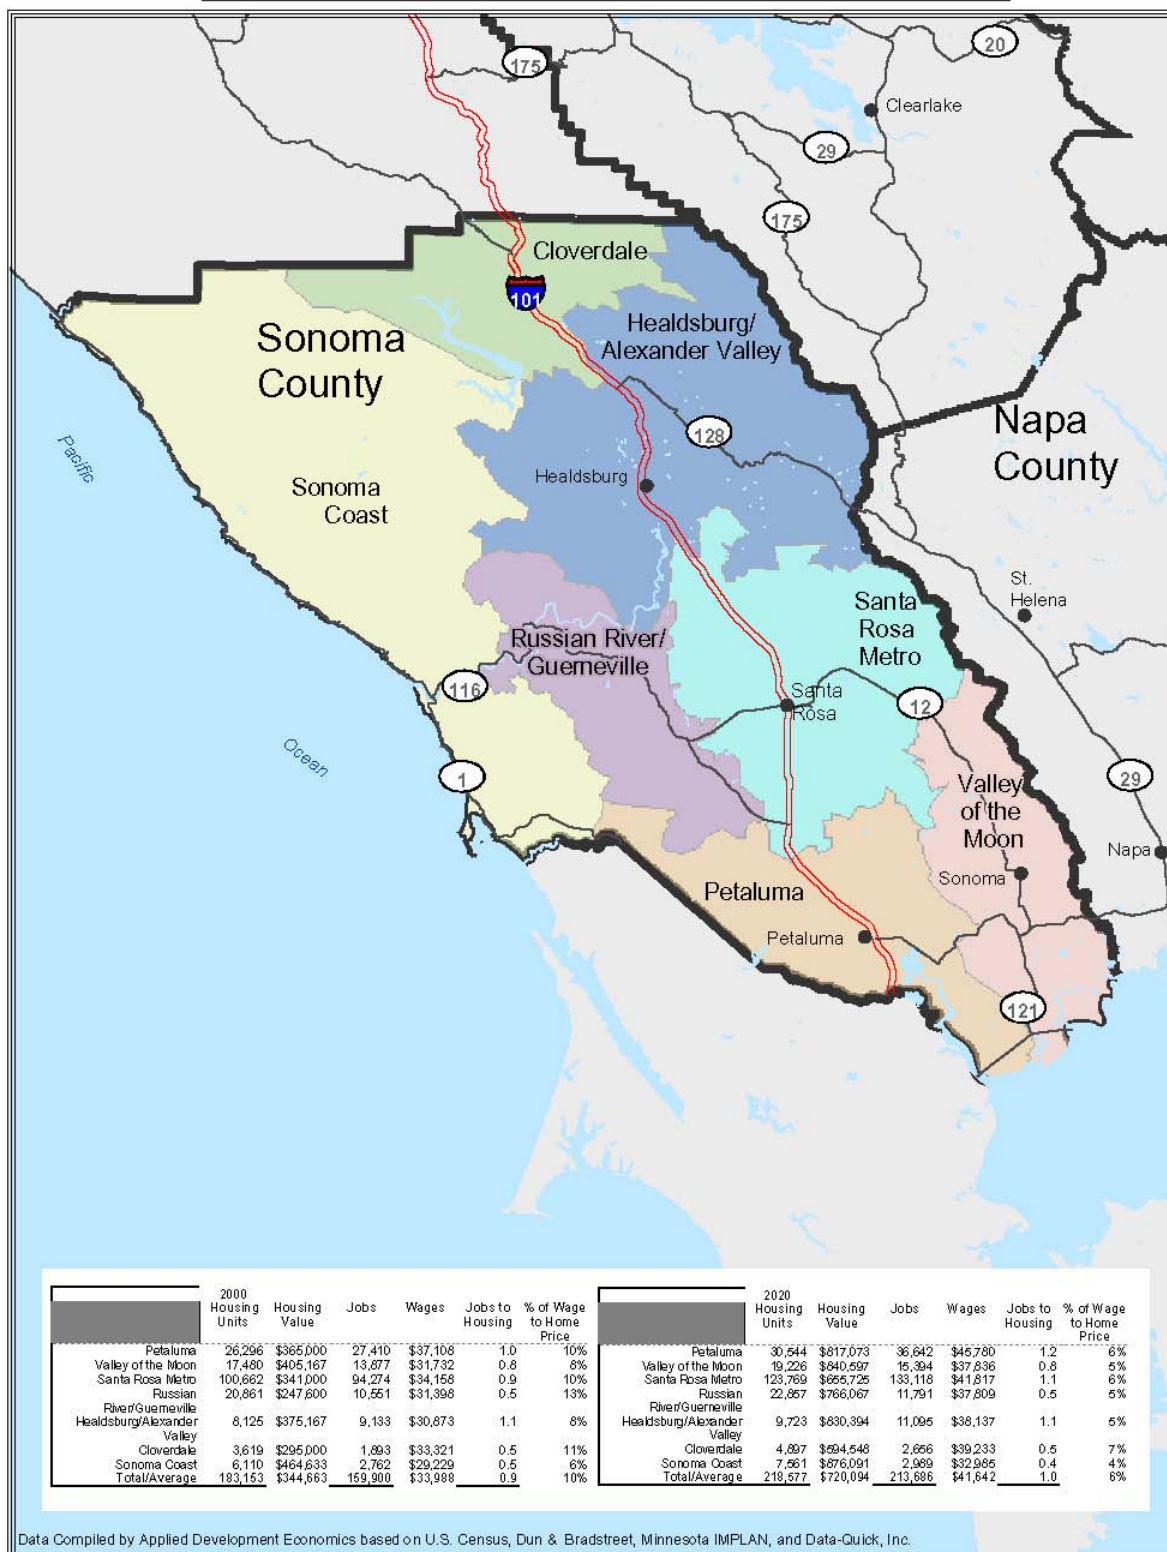 20
175
Clearlake
29
175
Cloverdale
101
Healdsburg/
Alexander Valley
Sonoma
County
Napa
County
128
Pacific
Healdsburg
Sonoma
Coast
St.
Helena
Santa
Rosa
Metro
Russian River/
Guerneville
116
Santa
Rosa
12
Ocean
1
29
Valley
of the
Moon
Napa
Sonoma
Petaluma
Petaluma
121
2000
Housing Units Housing Value Jobs Wages Jobs to Housing % of Wage to Home Price
Petaluma 26,296 $365,000 27,410 $37,108 1.0 10%
Valley of the Moon 17,480 $405,167 13,877 $31,732 0.8 8%
Santa Rosa Metro 100,662 $341,000 94,274 $34,158 0.9 10%
Russian 20,861 $247,600 10,551 $31,398 0.5 13%
River/Guerneville
Healdsburg/Alexander 8,125 $375,167 9,133 $30,873 1.1 8%
Valley
Cloverdale 3,619 $295,000 1,893 $33,321 0.5 11%
Sonoma Coast 6,110 $464,633 2,762 $29,229 0.5 6%
Total/Average 183,153 $344,663 159,900 $33,988 0.9 10%
2020
Housing Units Housing Value Jobs Wages Jobs to Housing % of Wage to Home Price
Petaluma 30,544 $817,073 36,642 $45,780 1.2 6%
Valley of the Moon 19,226 $840,597 15,394 $37,836 0.8 5%
Santa Rosa Metro 123,769 $655,725 133,118 $41,817 1.1 6%
Russian 22,857 $766,067 11,791 $37,809 0.5 5%
River/Guerneville
Healdsburg/Alexander 9,723 $830,394 11,095 $38,137 1.1 5%
Valley
Cloverdale 4,897 $594,548 2,656 $39,233 0.5 7%
Sonoma Coast 7,561 $876,091 2,989 $32,985 0.4 4%
Total/Average 218,577 $720,094 213,686 $41,642 1.0 6%
Data Compiled by Applied Development Economics based on U.S. Census, Dun & Bradstreet, Minnesota IMPLAN, and Data-Quick, Inc.